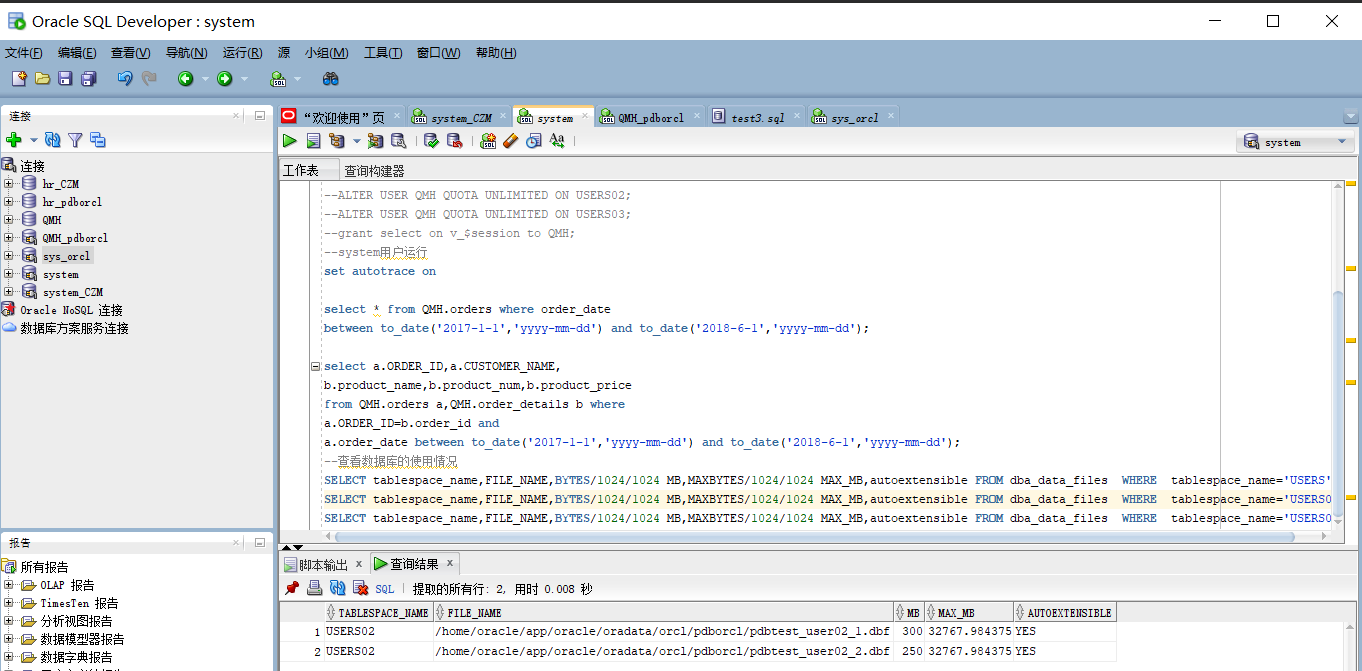 Oracle SQL Developer : system
文件(F) 编辑(E) 查看(V) 导航(N) 运行(R) 源 小组(M) 工具(T) 窗口(W) 帮助(H)
连接
“欢迎使用”页 system_CZM system QMH_pdborcl test3.sql sys_orcl
system
工作表 查询构建器
连接
hr_CZM
hr_pdborcl
QMH
QMH_pdborcl
sys_orcl
system
system_CZM
Oracle NoSQL 连接
数据库方案服务连接
--ALTER USER QMH QUOTA UNLIMITED ON USERS02;
--ALTER USER QMH QUOTA UNLIMITED ON USERS03;
--grant select on v_$session to QMH;
--system用户运行
set autotrace on
select * from QMH.orders where order_date
between to_date('2017-1-1','yyyy-mm-dd') and to_date('2018-6-1','yyyy-mm-dd');
select a.ORDER_ID,a.CUSTOMER_NAME,
b.product_name,b.product_num,b.product_price
from QMH.orders a,QMH.order_details b where
a.ORDER_ID=b.order_id and
a.order_date between to_date('2017-1-1','yyyy-mm-dd') and to_date('2018-6-1','yyyy-mm-dd');
--查看数据库的使用情况
SELECT tablespace_name,FILE_NAME,BYTES/1024/1024 MB,MAXBYTES/1024/1024 MAX_MB,autoextensible FROM dba_data_files  WHERE  tablespace_name='USERS'
SELECT tablespace_name,FILE_NAME,BYTES/1024/1024 MB,MAXBYTES/1024/1024 MAX_MB,autoextensible FROM dba_data_files  WHERE  tablespace_name='USERS0
SELECT tablespace_name,FILE_NAME,BYTES/1024/1024 MB,MAXBYTES/1024/1024 MAX_MB,autoextensible FROM dba_data_files  WHERE  tablespace_name='USERS0
报告
所有报告
OLAP 报告
TimesTen 报告
分析视图报告
数据模型器报告
数据字典报告
脚本输出 查询结果
SQL 提取的所有行: 2, 用时 0.008 秒
TABLESPACE_NAME FILE_NAME MB MAX_MB AUTOEXTENSIBLE
1 USERS02 /home/oracle/app/oracle/oradata/orcl/pdborcl/pdbtest_user02_1.dbf 300 32767.984375 YES
2 USERS02 /home/oracle/app/oracle/oradata/orcl/pdborcl/pdbtest_user02_2.dbf 250 32767.984375 YES